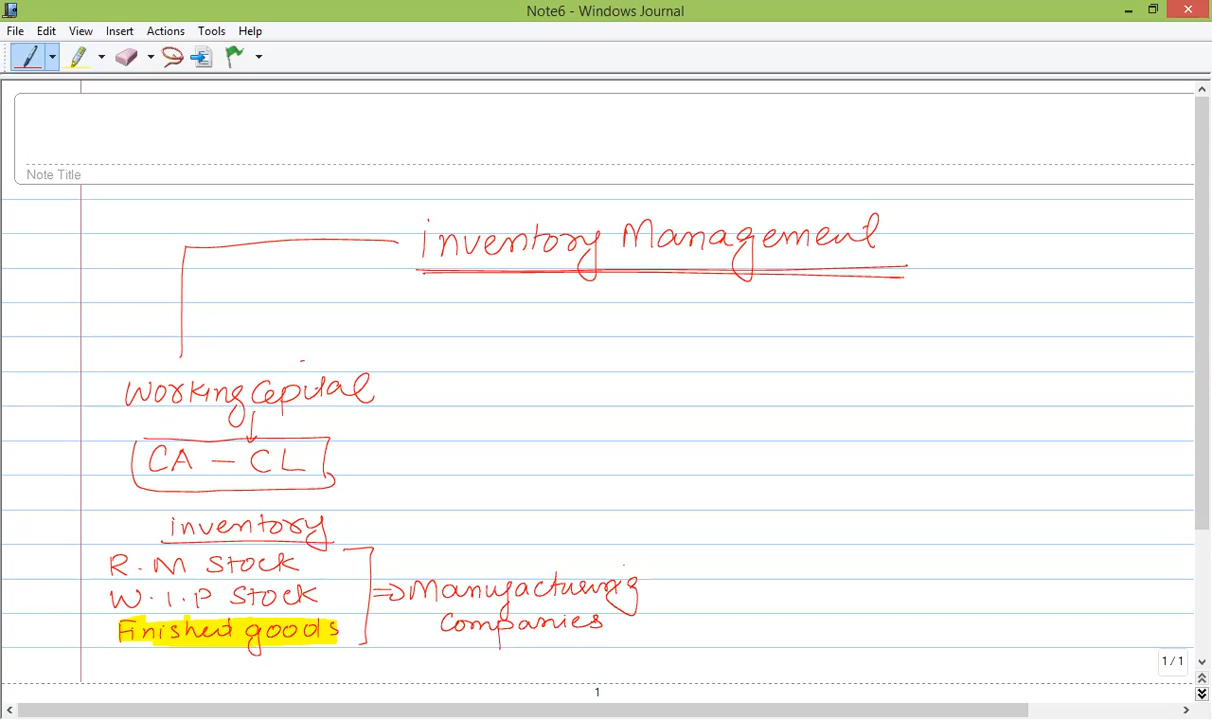 Note6 - Windows Journal
File Edit View Insert Actions Tools Help
Note Title
inventory Management
Working Capital
CA - CL
inventory
R.M Stock
W.I.P Stock
Finished goods
⇒ Manufacturing
Companies
1 / 1
1